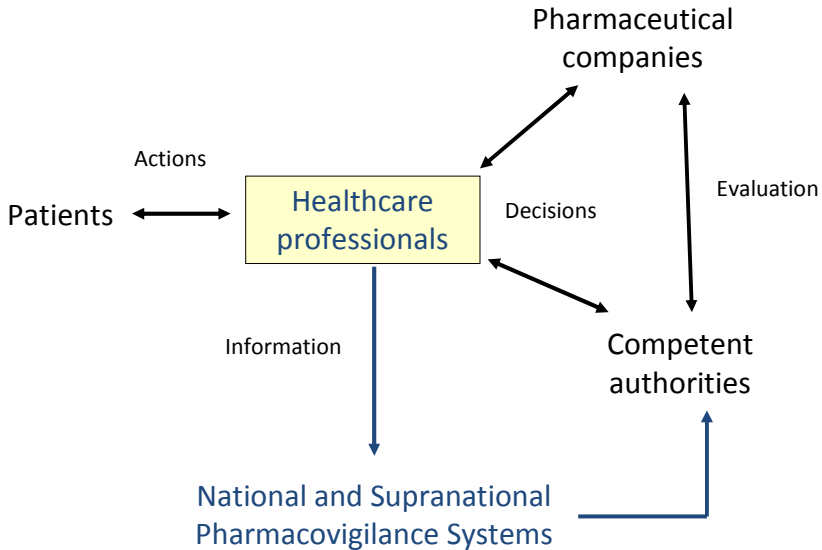 Pharmaceutical
companies
Actions
Evaluation
Patients
Healthcare
professionals
Decisions
Information
Competent
authorities
National and Supranational
Pharmacovigilance Systems